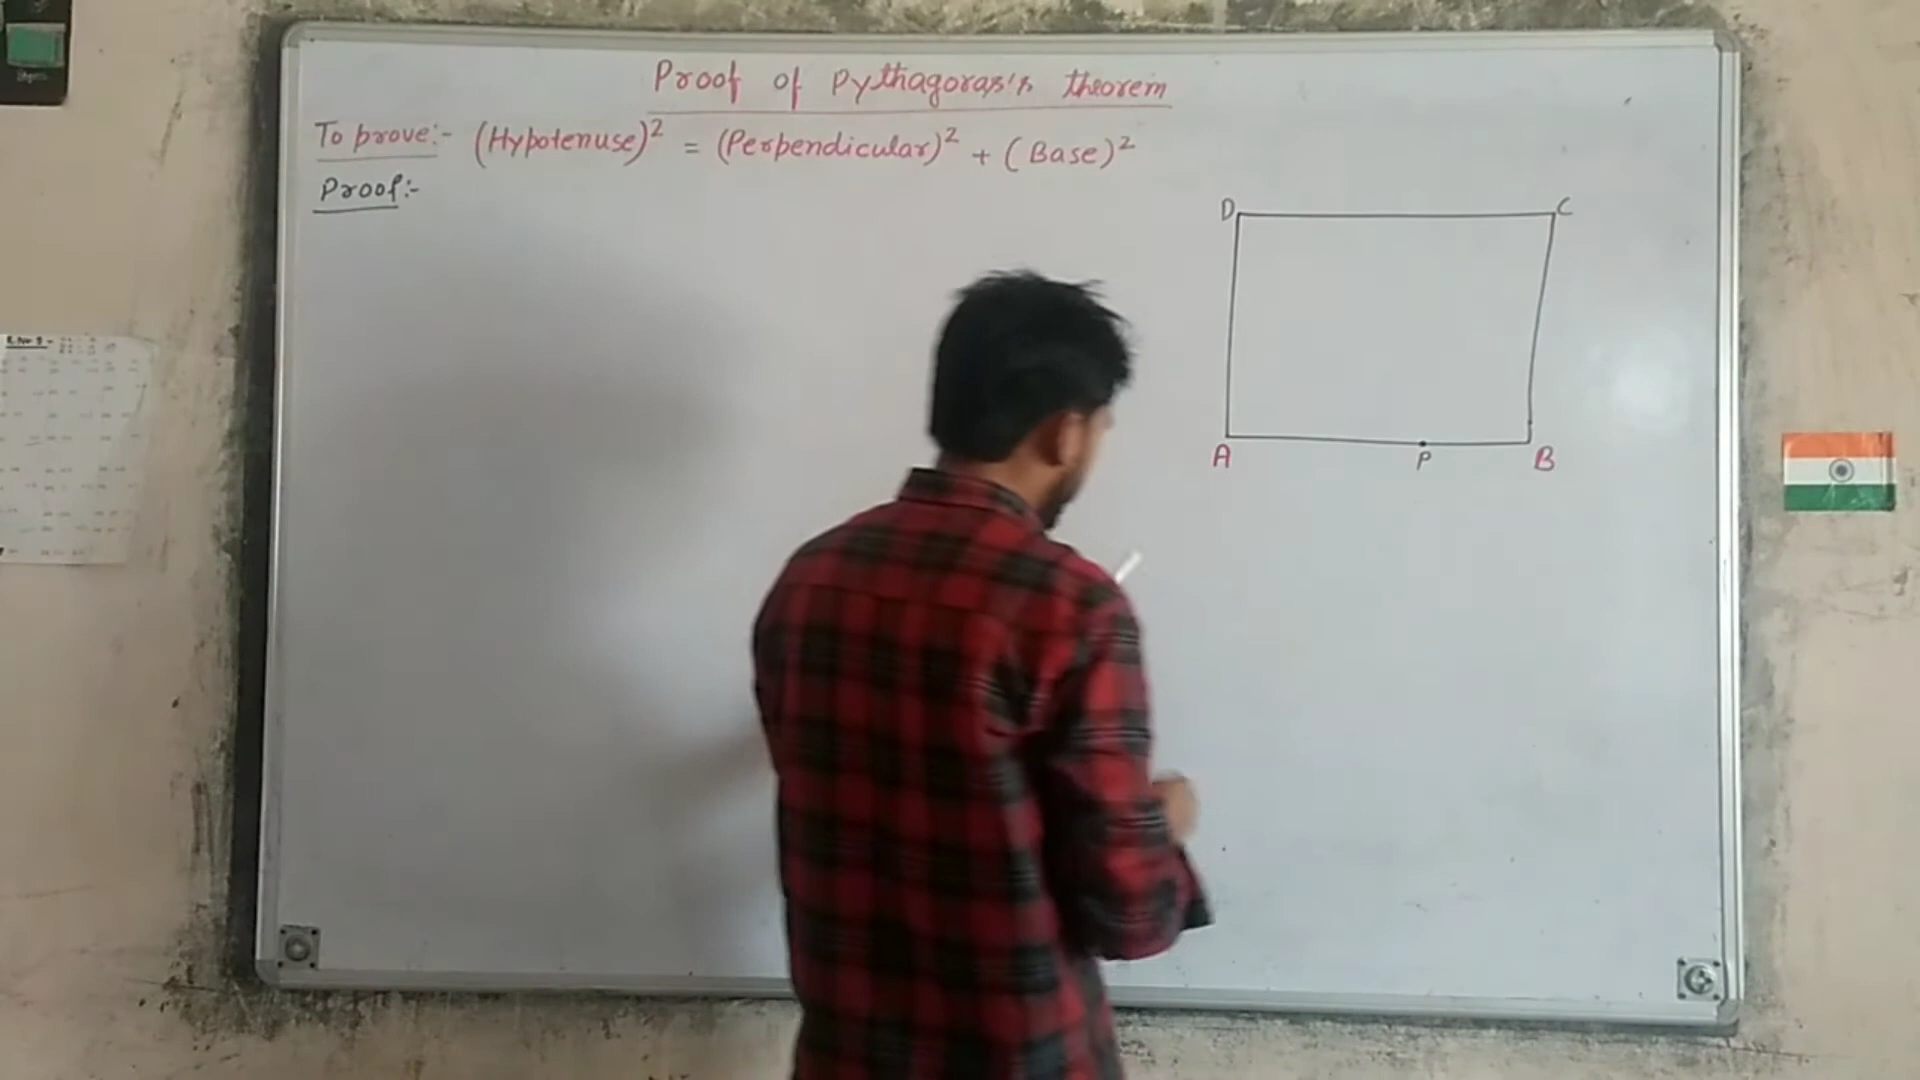 Proof of Pythagoras's theorem
To prove:- (Hypotenuse)² = (Perpendicular)² + (Base)²
Proof:-
D C
A P B